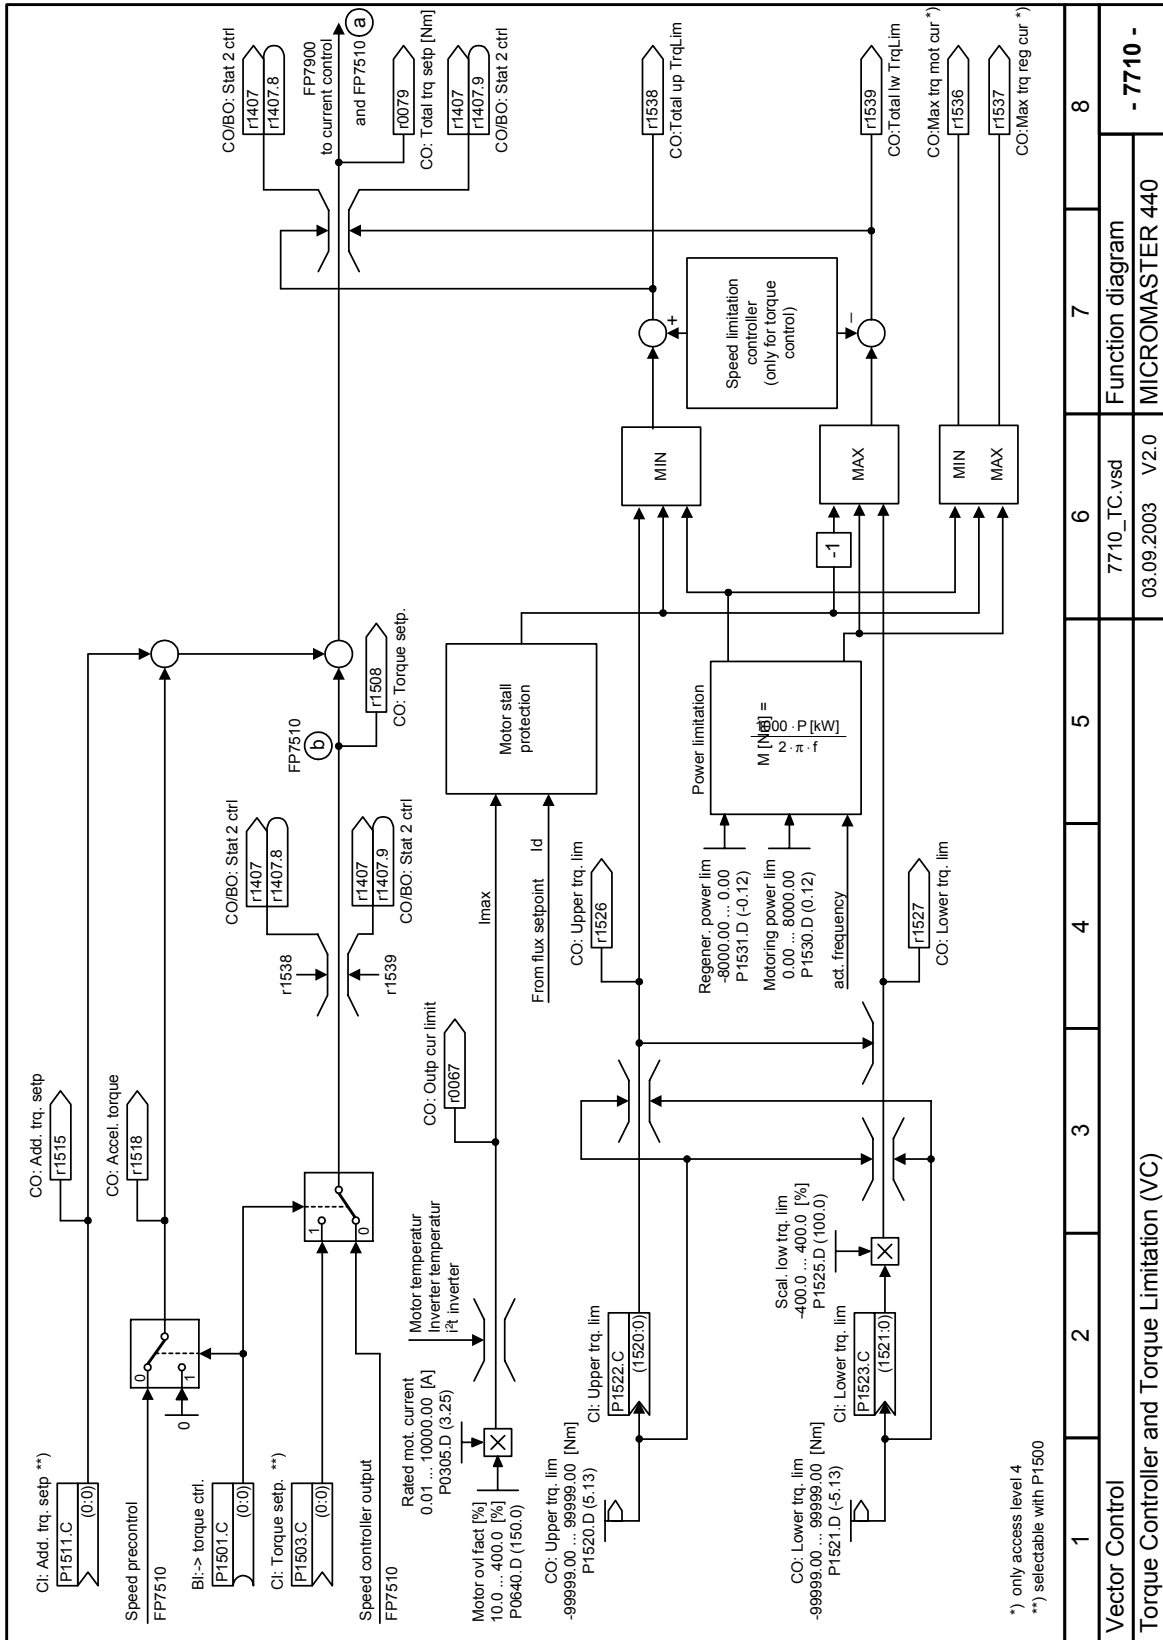 CI: Add. trq. setp **)
P1511.C
(0:0)
Speed precontrol
FP7510
BI:-> torque ctrl.
P1501.C
(0:0)
CI: Torque setp. **)
P1503.C
(0:0)
Speed controller output
FP7510
0
1
0
1
0
CO: Add. trq. setp
r1515
CO: Accel. torque
r1518
CO/BO: Stat 2 ctrl
r1407
r1407.8
r1538
r1539
r1407
r1407.9
CO/BO: Stat 2 ctrl
FP7510
b
r1508
CO: Torque setp.
CO/BO: Stat 2 ctrl
r1407
r1407.8
FP7900
to current control
a
and FP7510
r0079
CO: Total trq setp [Nm]
r1407
r1407.9
CO/BO: Stat 2 ctrl
Motor ovl fact [%]
10.0 ... 400.0 [%]
P0640.D (150.0)
Rated mot. current
0.01 ... 10000.00 [A]
P0305.D (3.25)
X
Motor temperatur
Inverter temperatur
i²t inverter
CO: Outp cur limit
r0067
Imax
From flux setpoint
Id
Motor stall
protection
CO: Upper trq. lim
-99999.00 ... 99999.00 [Nm]
P1520.D (5.13)
CI: Upper trq. lim
P1522.C
(1520:0)
CO: Upper trq. lim
r1526
Regener. power lim
-8000.00 ... 0.00
P1531.D (-0.12)
Motoring power lim
0.00 ... 8000.00
P1530.D (0.12)
act. frequency
Power limitation
M [Nm] =
1000 · P [kW]
2 · π · f
CO: Lower trq. lim
-99999.00 ... 99999.00 [Nm]
P1521.D (-5.13)
CI: Lower trq. lim
P1523.C
(1521:0)
Scal. low trq. lim
-400.0 ... 400.0 [%]
P1525.D (100.0)
X
r1527
CO: Lower trq. lim
-1
MIN
MAX
MIN
MAX
+
Speed limitation
controller
(only for torque
control)
–
r1538
CO:Total up TrqLim
r1539
CO:Total lw TrqLim
CO:Max trq mot cur *)
r1536
r1537
CO:Max trq reg cur *)
*) only access level 4
**) selectable with P1500
1
2
3
4
5
6
7
8
Vector Control
7710_TC.vsd
Function diagram
- 7710 -
Torque Controller and Torque Limitation (VC)
03.09.2003
V2.0
MICROMASTER 440